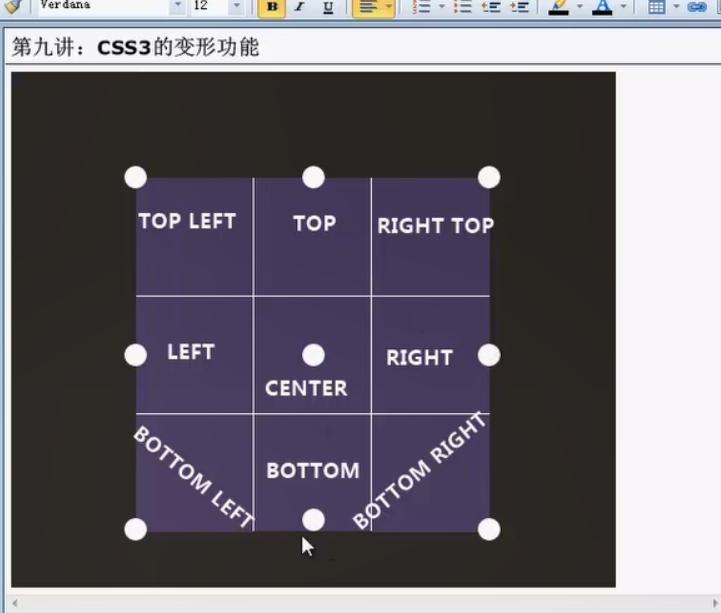 Verdana
12
B I U
A
第九讲：CSS3的变形功能
TOP LEFT
TOP
RIGHT TOP
LEFT
CENTER
RIGHT
BOTTOM LEFT
BOTTOM
BOTTOM RIGHT